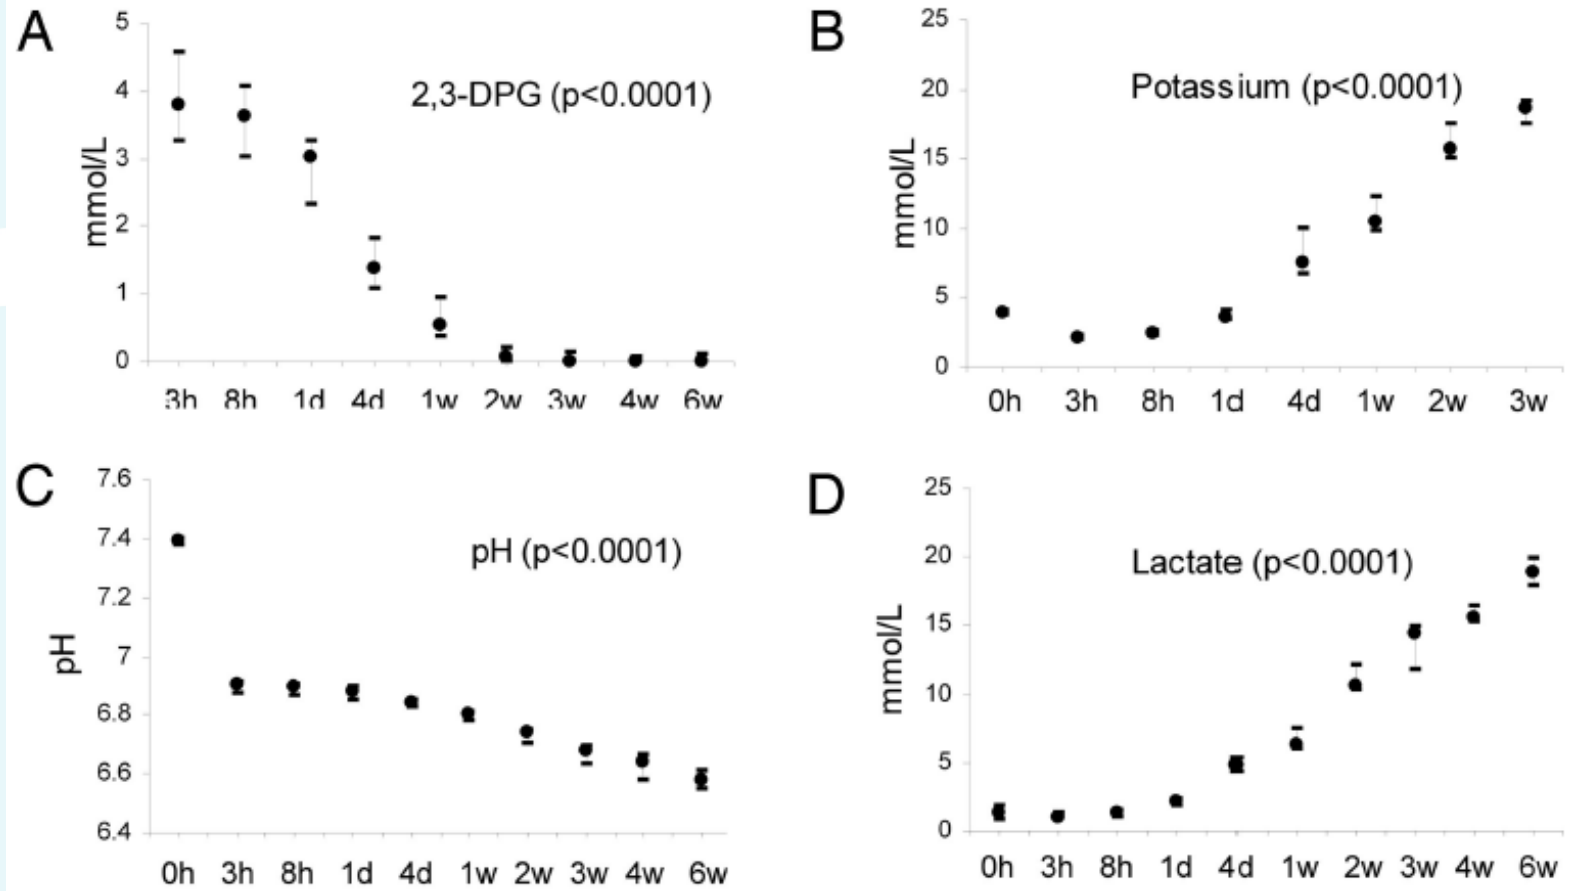 A
5
4
3
2
1
0
mmol/L
2,3-DPG (p<0.0001)
3h 8h 1d 4d 1w 2w 3w 4w 6w
B
25
20
15
10
5
0
mmol/L
Potassium (p<0.0001)
0h 3h 8h 1d 4d 1w 2w 3w
C
7.6
7.4
7.2
7
6.8
6.6
6.4
pH
pH (p<0.0001)
0h 3h 8h 1d 4d 1w 2w 3w 4w 6w
D
25
20
15
10
5
0
mmol/L
Lactate (p<0.0001)
0h 3h 8h 1d 4d 1w 2w 3w 4w 6w